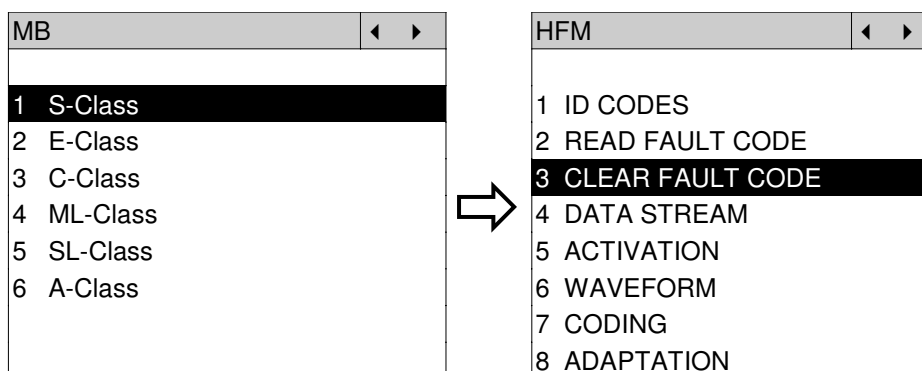 MB
1 S-Class
2 E-Class
3 C-Class
4 ML-Class
5 SL-Class
6 A-Class
HFM
1 ID CODES
2 READ FAULT CODE
3 CLEAR FAULT CODE
4 DATA STREAM
5 ACTIVATION
6 WAVEFORM
7 CODING
8 ADAPTATION